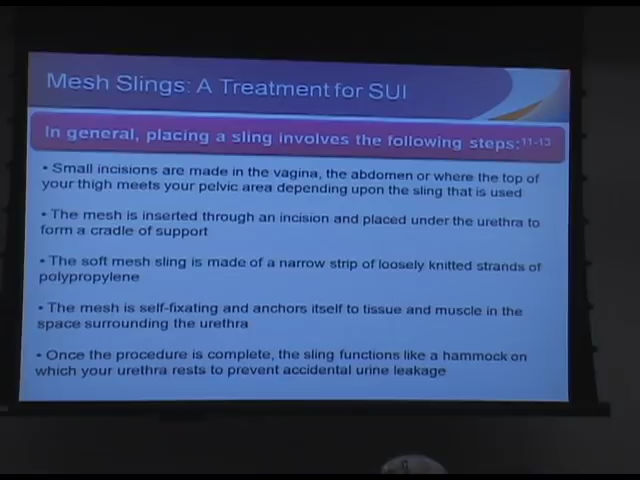 Mesh Slings: A Treatment for SUI
In general, placing a sling involves the following steps:11-13
• Small incisions are made in the vagina, the abdomen or where the top of
your thigh meets your pelvic area depending upon the sling that is used
• The mesh is inserted through an incision and placed under the urethra to
form a cradle of support
• The soft mesh sling is made of a narrow strip of loosely knitted strands of
polypropylene
• The mesh is self-fixating and anchors itself to tissue and muscle in the
space surrounding the urethra
• Once the procedure is complete, the sling functions like a hammock on
which your urethra rests to prevent accidental urine leakage